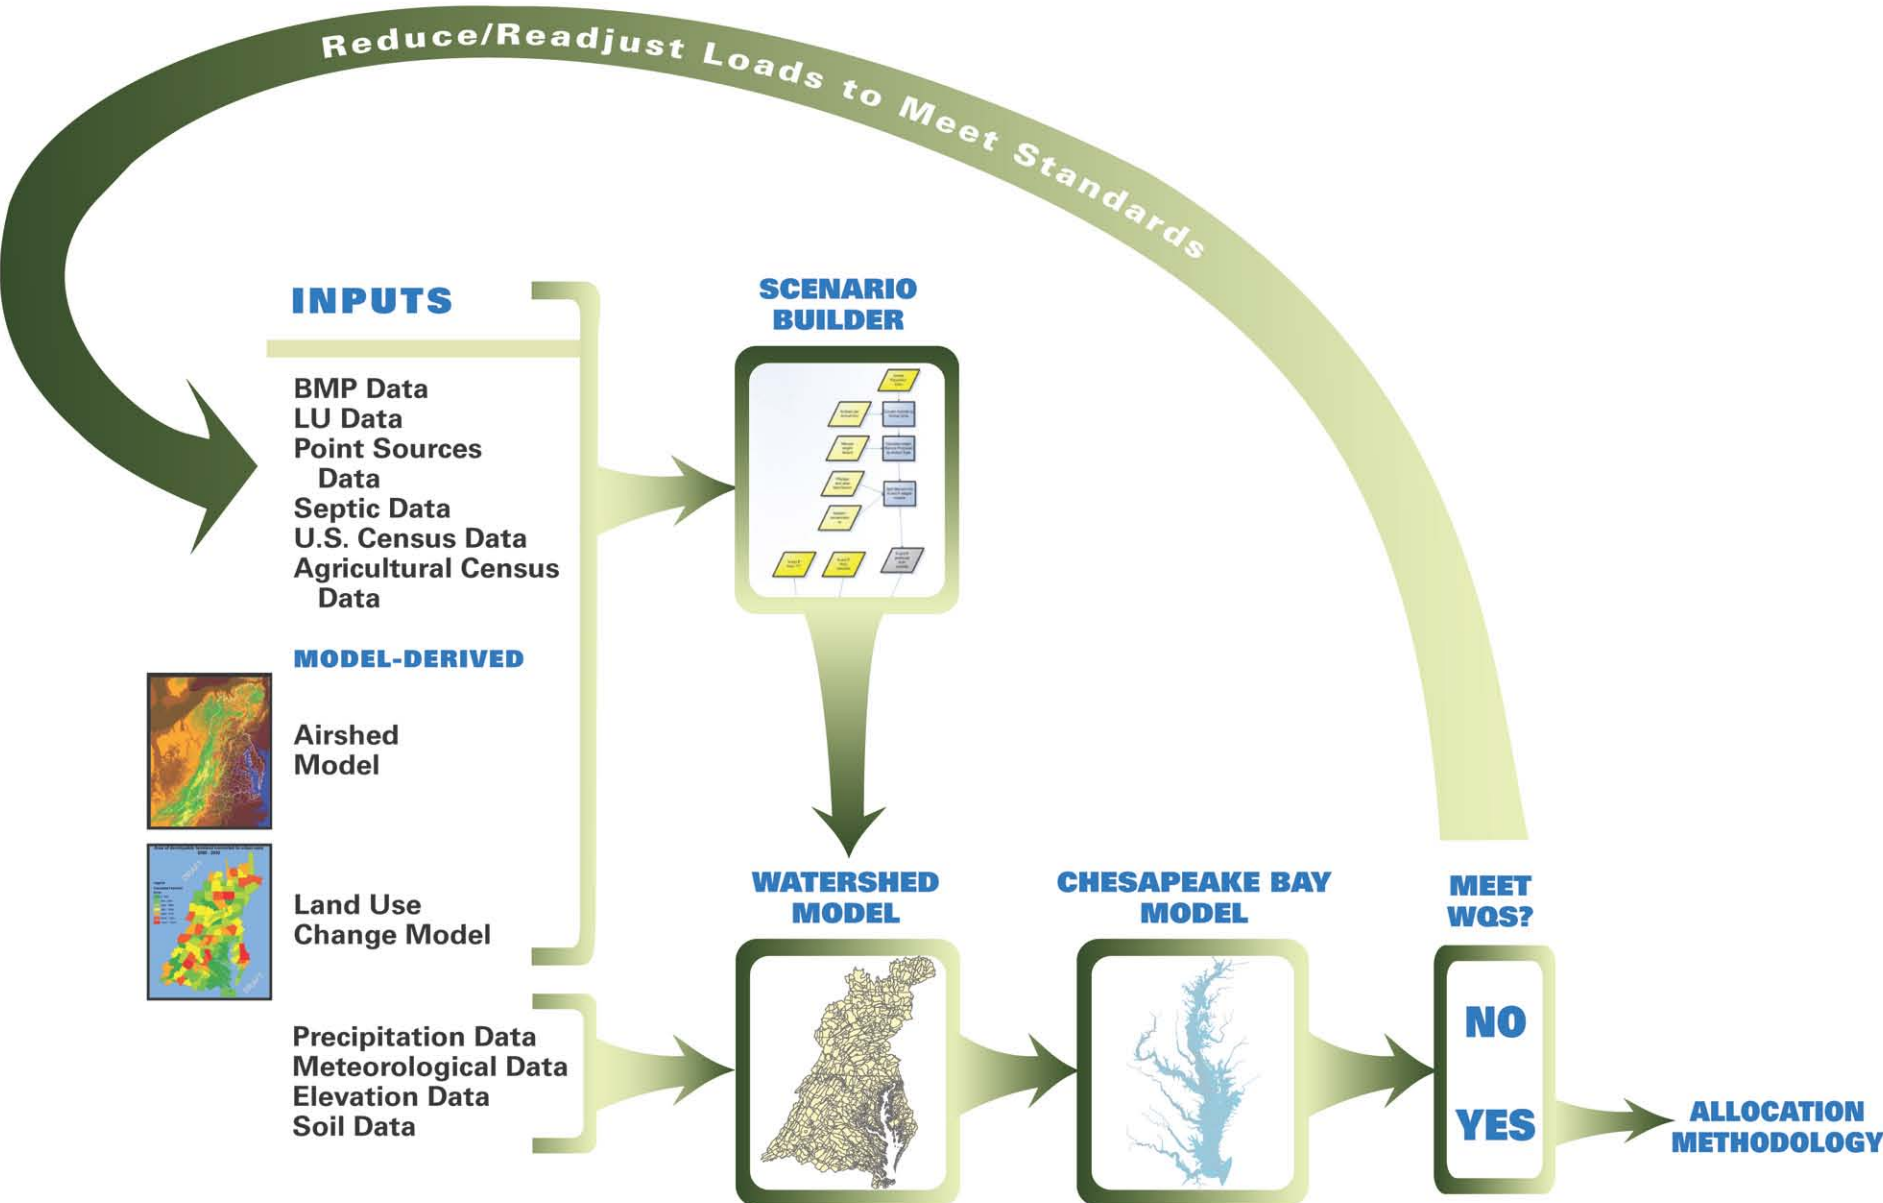 Reduce/Readjust Loads to Meet Standards
INPUTS
BMP Data
LU Data
Point Sources
Data
Septic Data
U.S. Census Data
Agricultural Census
Data
MODEL-DERIVED
Airshed
Model
Land Use
Change Model
Precipitation Data
Meteorological Data
Elevation Data
Soil Data
SCENARIO
BUILDER
WATERSHED
MODEL
CHESAPEAKE BAY
MODEL
MEET
WQS?
NO
YES
ALLOCATION
METHODOLOGY